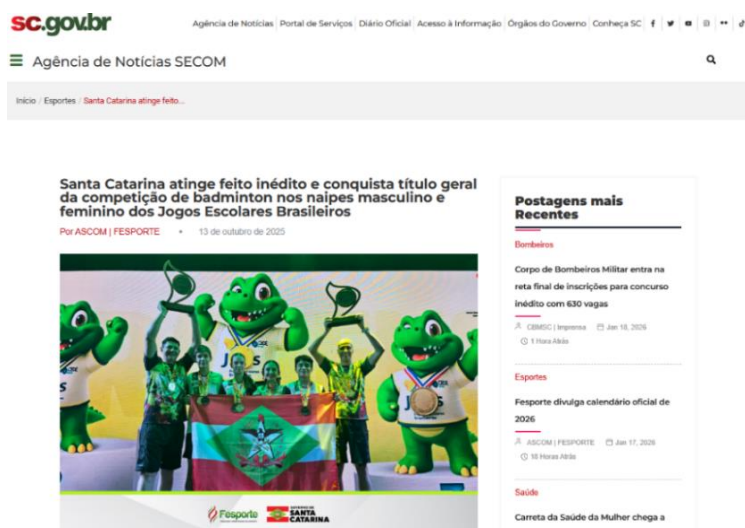 sc.gov.br
Agência de Notícias Portal de Serviços Diário Oficial Acesso à Informação Órgãos do Governo Conheça SC
Agência de Notícias SECOM
Início / Esportes / Santa Catarina atinge feito...
Santa Catarina atinge feito inédito e conquista título geral
da competição de badminton nos naipes masculino e
feminino dos Jogos Escolares Brasileiros
Por ASCOM | FESPORTE • 13 de outubro de 2025
Fesporte
SANTA
CATARINA
Postagens mais
Recentes
Bombeiros
Corpo de Bombeiros Militar entra na
reta final de inscrições para concurso
inédito com 630 vagas
CBMSC | Imprensa Jan 18, 2026
1 Hora Atrás
Esportes
Fesporte divulga calendário oficial de
2026
ASCOM | FESPORTE Jan 17, 2026
18 Horas Atrás
Saúde
Carreta da Saúde da Mulher chega a